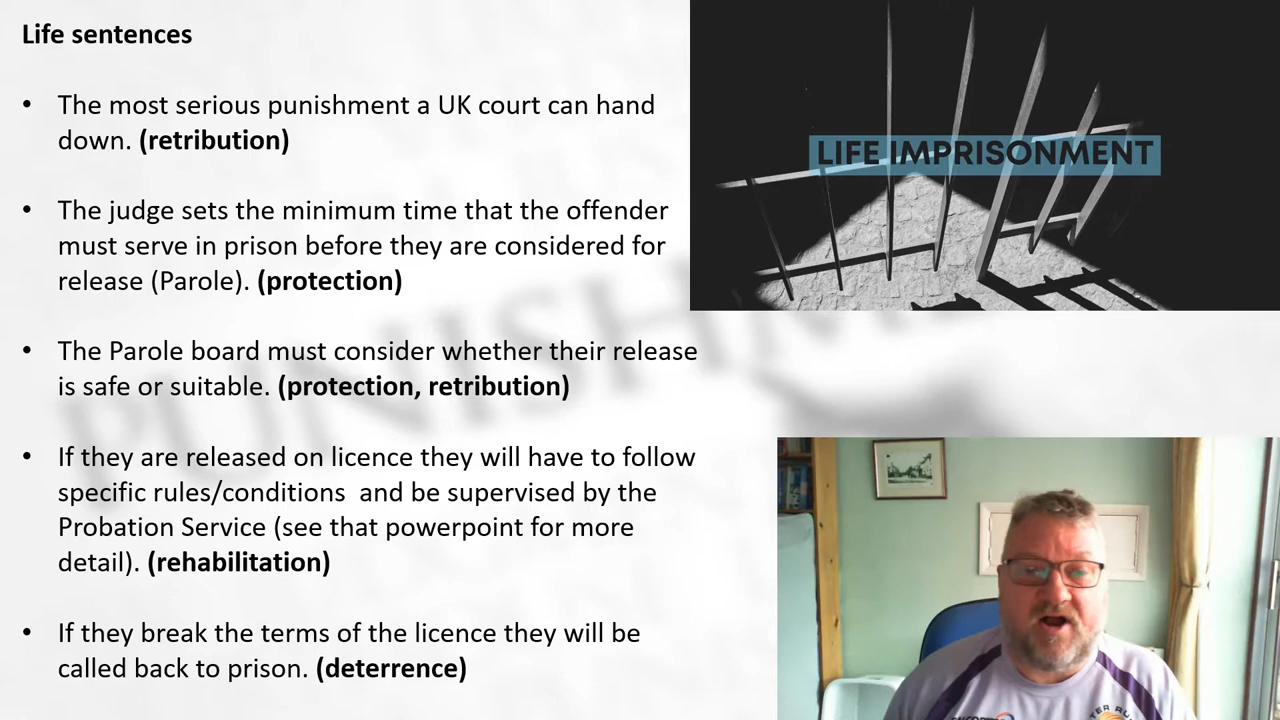 Life sentences
• The most serious punishment a UK court can hand
down. (retribution)
• The judge sets the minimum time that the offender
must serve in prison before they are considered for
release (Parole). (protection)
• The Parole board must consider whether their release
is safe or suitable. (protection, retribution)
• If they are released on licence they will have to follow
specific rules/conditions  and be supervised by the
Probation Service (see that powerpoint for more
detail). (rehabilitation)
• If they break the terms of the licence they will be
called back to prison. (deterrence)
LIFE IMPRISONMENT